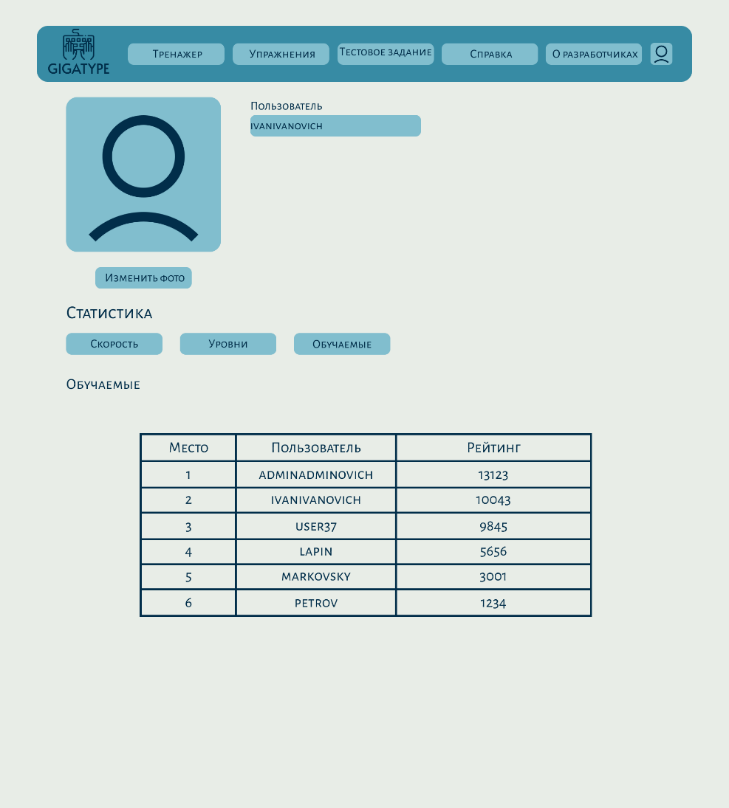 GIGATYPE
Тренажер
Упражнения
Тестовое задание
Справка
О разработчиках
Пользователь
IVANIVANOVICH
Изменить фото
Статистика
Скорость
Уровни
Обучаемые
Обучаемые
Место Пользователь Рейтинг
1 ADMINADMINOVICH 13123
2 IVANIVANOVICH 10043
3 USER37 9845
4 LAPIN 5656
5 MARKOVSKY 3001
6 PETROV 1234